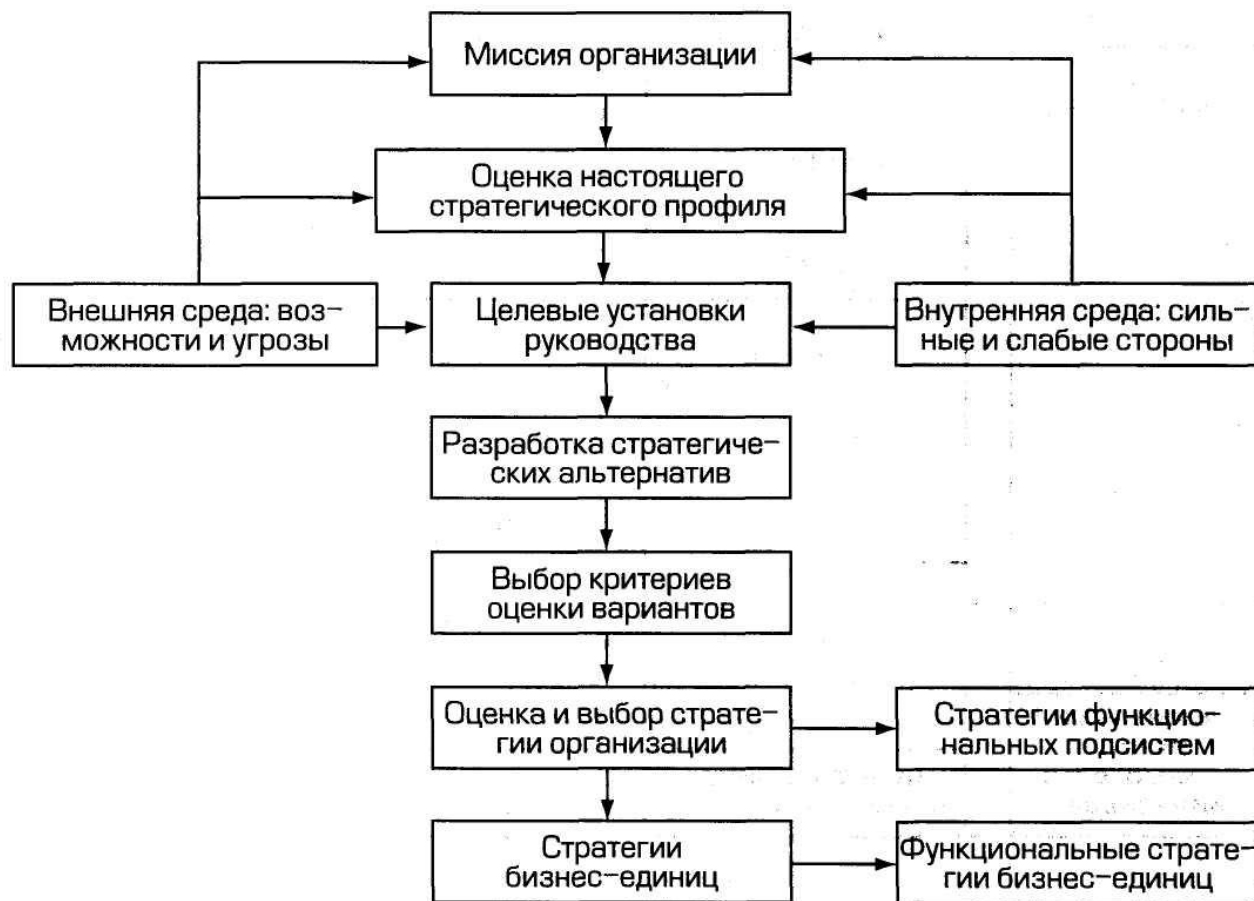 Миссия организации
Оценка настоящего
стратегического профиля
Внешняя среда: воз-
можности и угрозы
Целевые установки
руководства
Внутренняя среда: силь-
ные и слабые стороны
Разработка стратегиче-
ских альтернатив
Выбор критериев
оценки вариантов
Оценка и выбор страте-
гии организации
Стратегии функцио-
нальных подсистем
Стратегии
бизнес-единиц
Функциональные страте-
гии бизнес-единиц